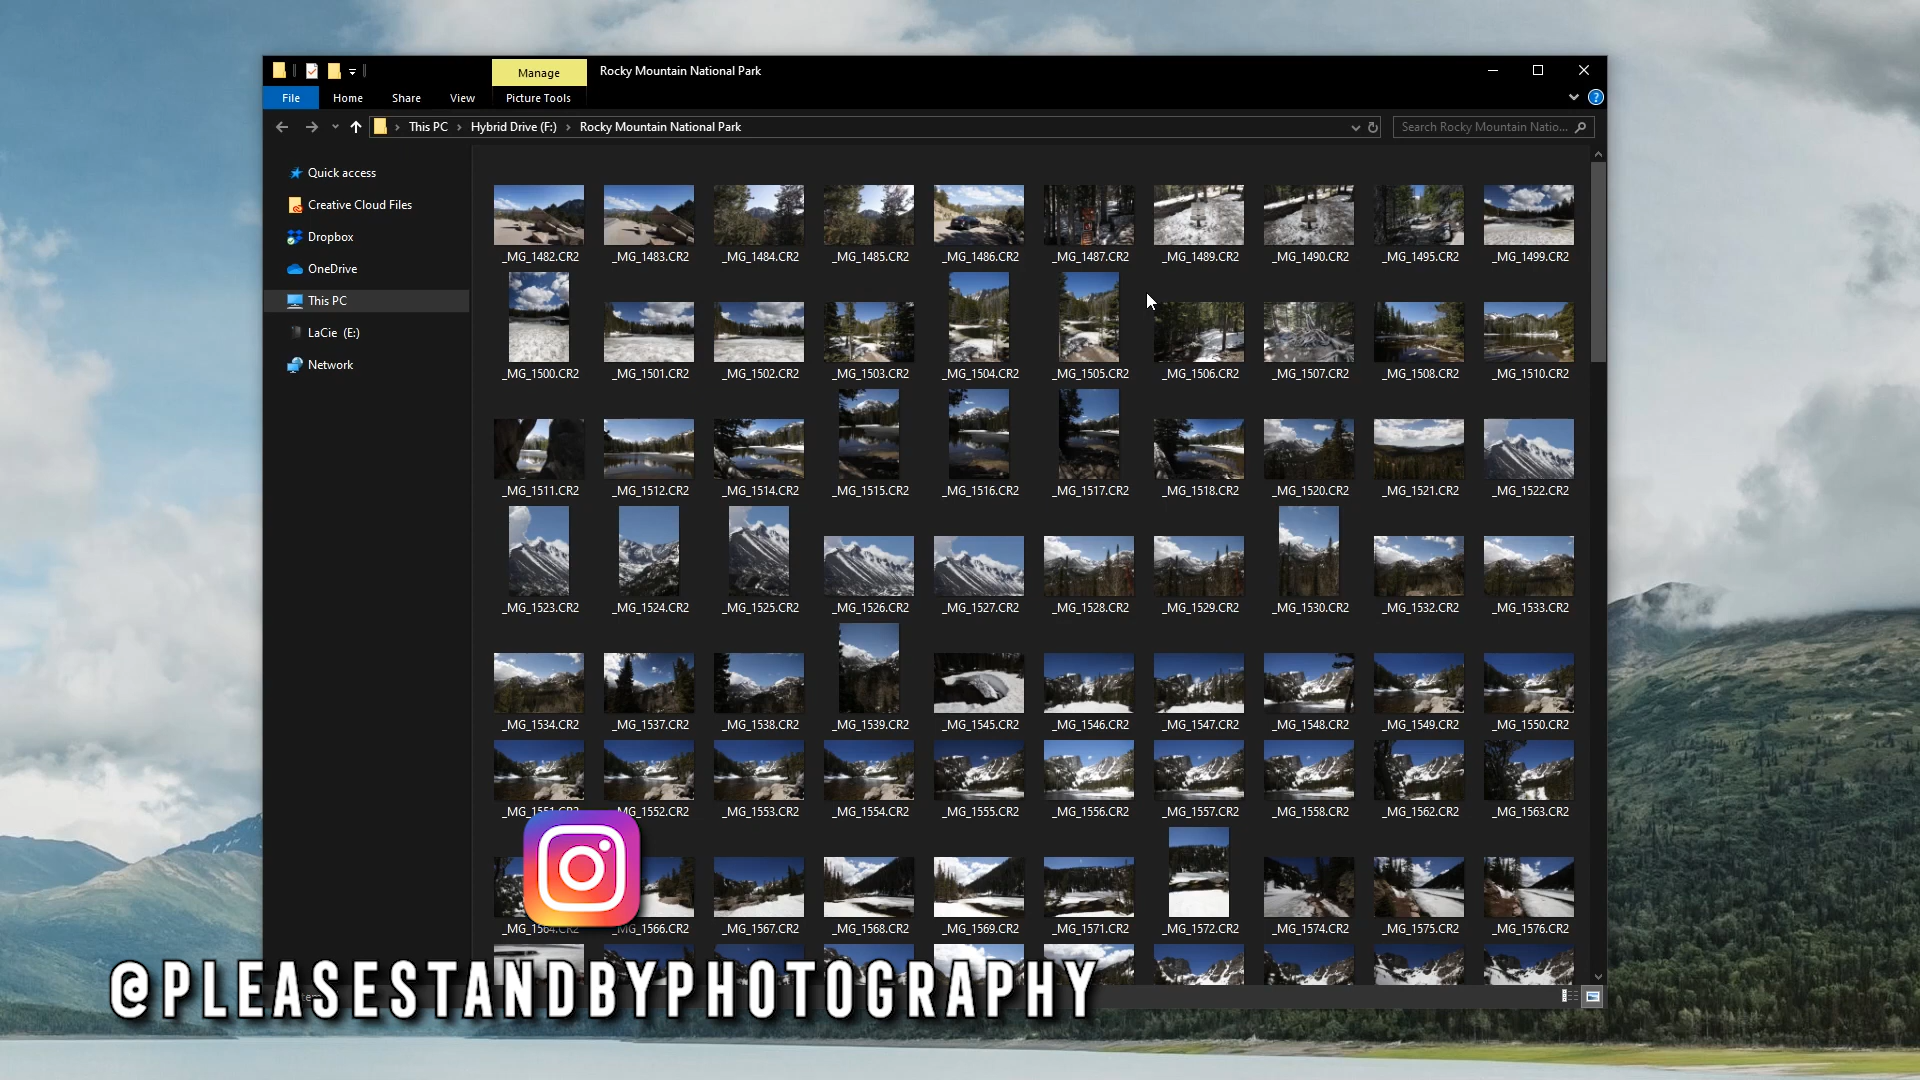 Manage
Rocky Mountain National Park
File
Home
Share
View
Picture Tools
This PC
Hybrid Drive (F:)
Rocky Mountain National Park
Search Rocky Mountain Natio...
Quick access
Creative Cloud Files
Dropbox
OneDrive
This PC
LaCie (E:)
Network
_MG_1482.CR2 _MG_1483.CR2 _MG_1484.CR2 _MG_1485.CR2 _MG_1486.CR2 _MG_1487.CR2 _MG_1489.CR2 _MG_1490.CR2 _MG_1495.CR2 _MG_1499.CR2
_MG_1500.CR2 _MG_1501.CR2 _MG_1502.CR2 _MG_1503.CR2 _MG_1504.CR2 _MG_1505.CR2 _MG_1506.CR2 _MG_1507.CR2 _MG_1508.CR2 _MG_1510.CR2
_MG_1511.CR2 _MG_1512.CR2 _MG_1514.CR2 _MG_1515.CR2 _MG_1516.CR2 _MG_1517.CR2 _MG_1518.CR2 _MG_1520.CR2 _MG_1521.CR2 _MG_1522.CR2
_MG_1523.CR2 _MG_1524.CR2 _MG_1525.CR2 _MG_1526.CR2 _MG_1527.CR2 _MG_1528.CR2 _MG_1529.CR2 _MG_1530.CR2 _MG_1532.CR2 _MG_1533.CR2
_MG_1534.CR2 _MG_1537.CR2 _MG_1538.CR2 _MG_1539.CR2 _MG_1545.CR2 _MG_1546.CR2 _MG_1547.CR2 _MG_1548.CR2 _MG_1549.CR2 _MG_1550.CR2
_MG_1551.CR2 _MG_1552.CR2 _MG_1553.CR2 _MG_1554.CR2 _MG_1555.CR2 _MG_1556.CR2 _MG_1557.CR2 _MG_1558.CR2 _MG_1562.CR2 _MG_1563.CR2
_MG_1564.CR2 _MG_1566.CR2 _MG_1567.CR2 _MG_1568.CR2 _MG_1569.CR2 _MG_1571.CR2 _MG_1572.CR2 _MG_1574.CR2 _MG_1575.CR2 _MG_1576.CR2
@PLEASESTANDBYPHOTOGRAPHY